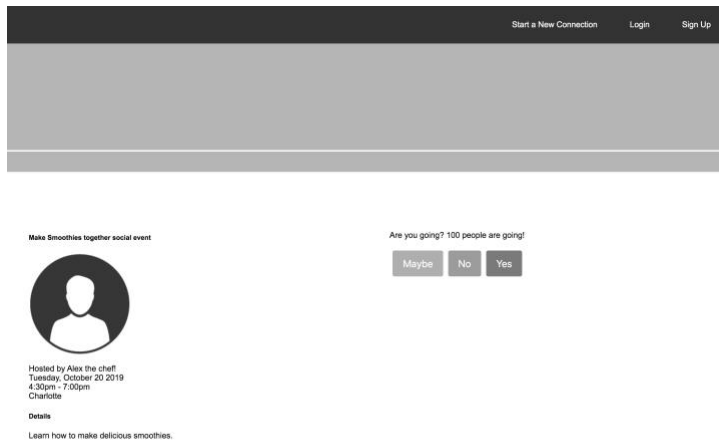 Start a New Connection Login Sign Up
Make Smoothies together social event
Are you going? 100 people are going!
Maybe No Yes
Hosted by Alex the chef!
Tuesday, October 20 2019
4:30pm - 7:00pm
Charlotte
Details
Learn how to make delicious smoothies.